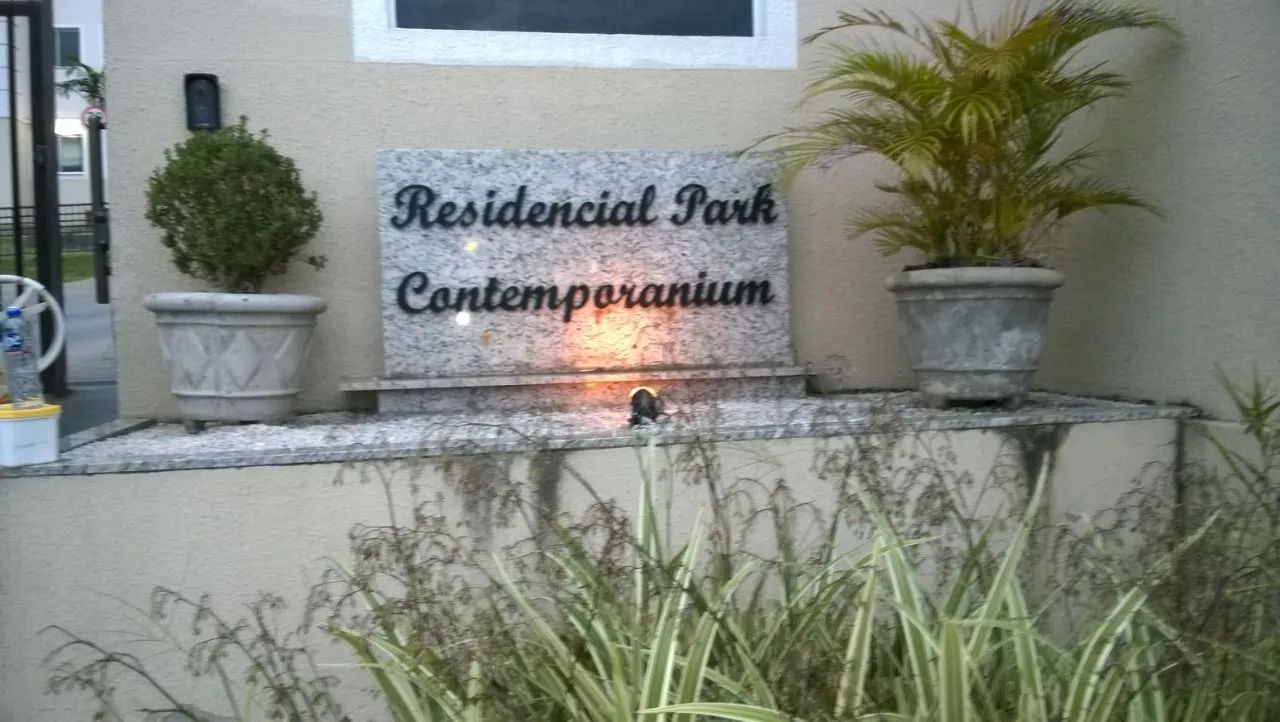 Residencial Park
Contemporanium